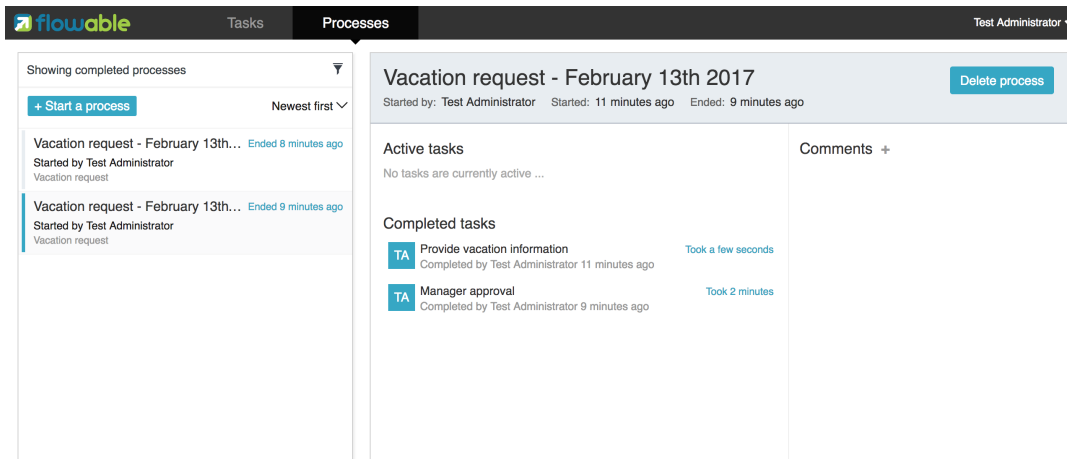 flowable Tasks Processes Test Administrator
Showing completed processes
+ Start a process Newest first
Vacation request - February 13th... Ended 8 minutes ago
Started by Test Administrator
Vacation request
Vacation request - February 13th... Ended 9 minutes ago
Started by Test Administrator
Vacation request
Vacation request - February 13th 2017
Started by: Test Administrator Started: 11 minutes ago Ended: 9 minutes ago
Delete process
Active tasks
No tasks are currently active ...
Completed tasks
TA Provide vacation information Took a few seconds
Completed by Test Administrator 11 minutes ago
TA Manager approval Took 2 minutes
Completed by Test Administrator 9 minutes ago
Comments +